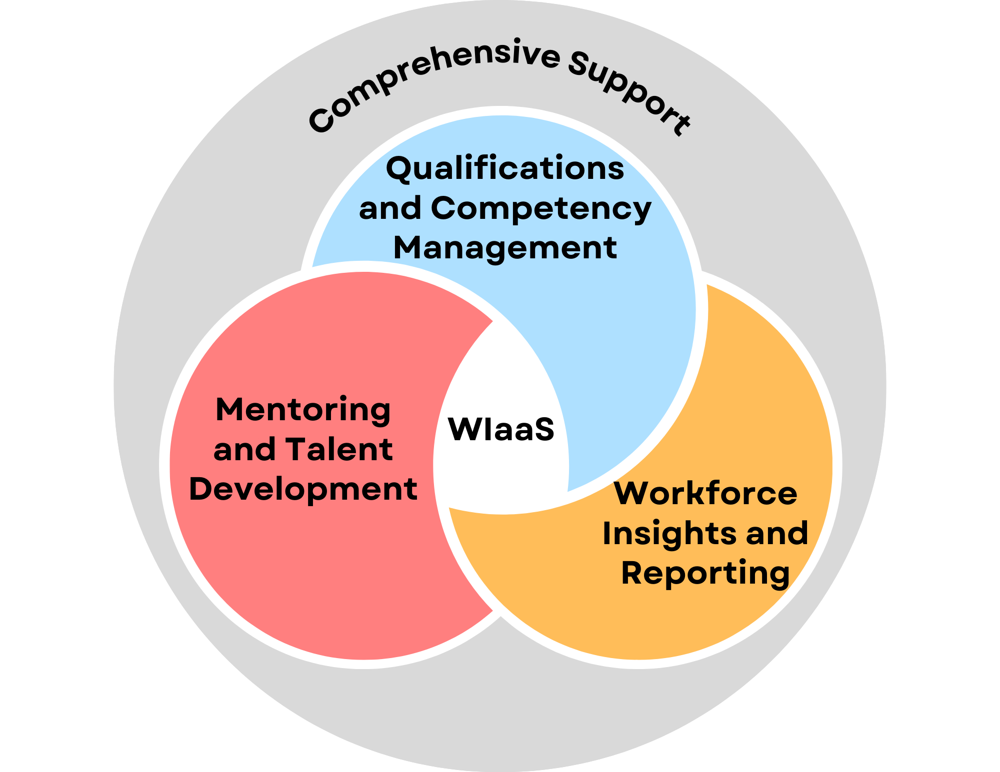 Comprehensive Support
Qualifications
and Competency
Management
Mentoring
and Talent
Development
WIaaS
Workforce
Insights and
Reporting